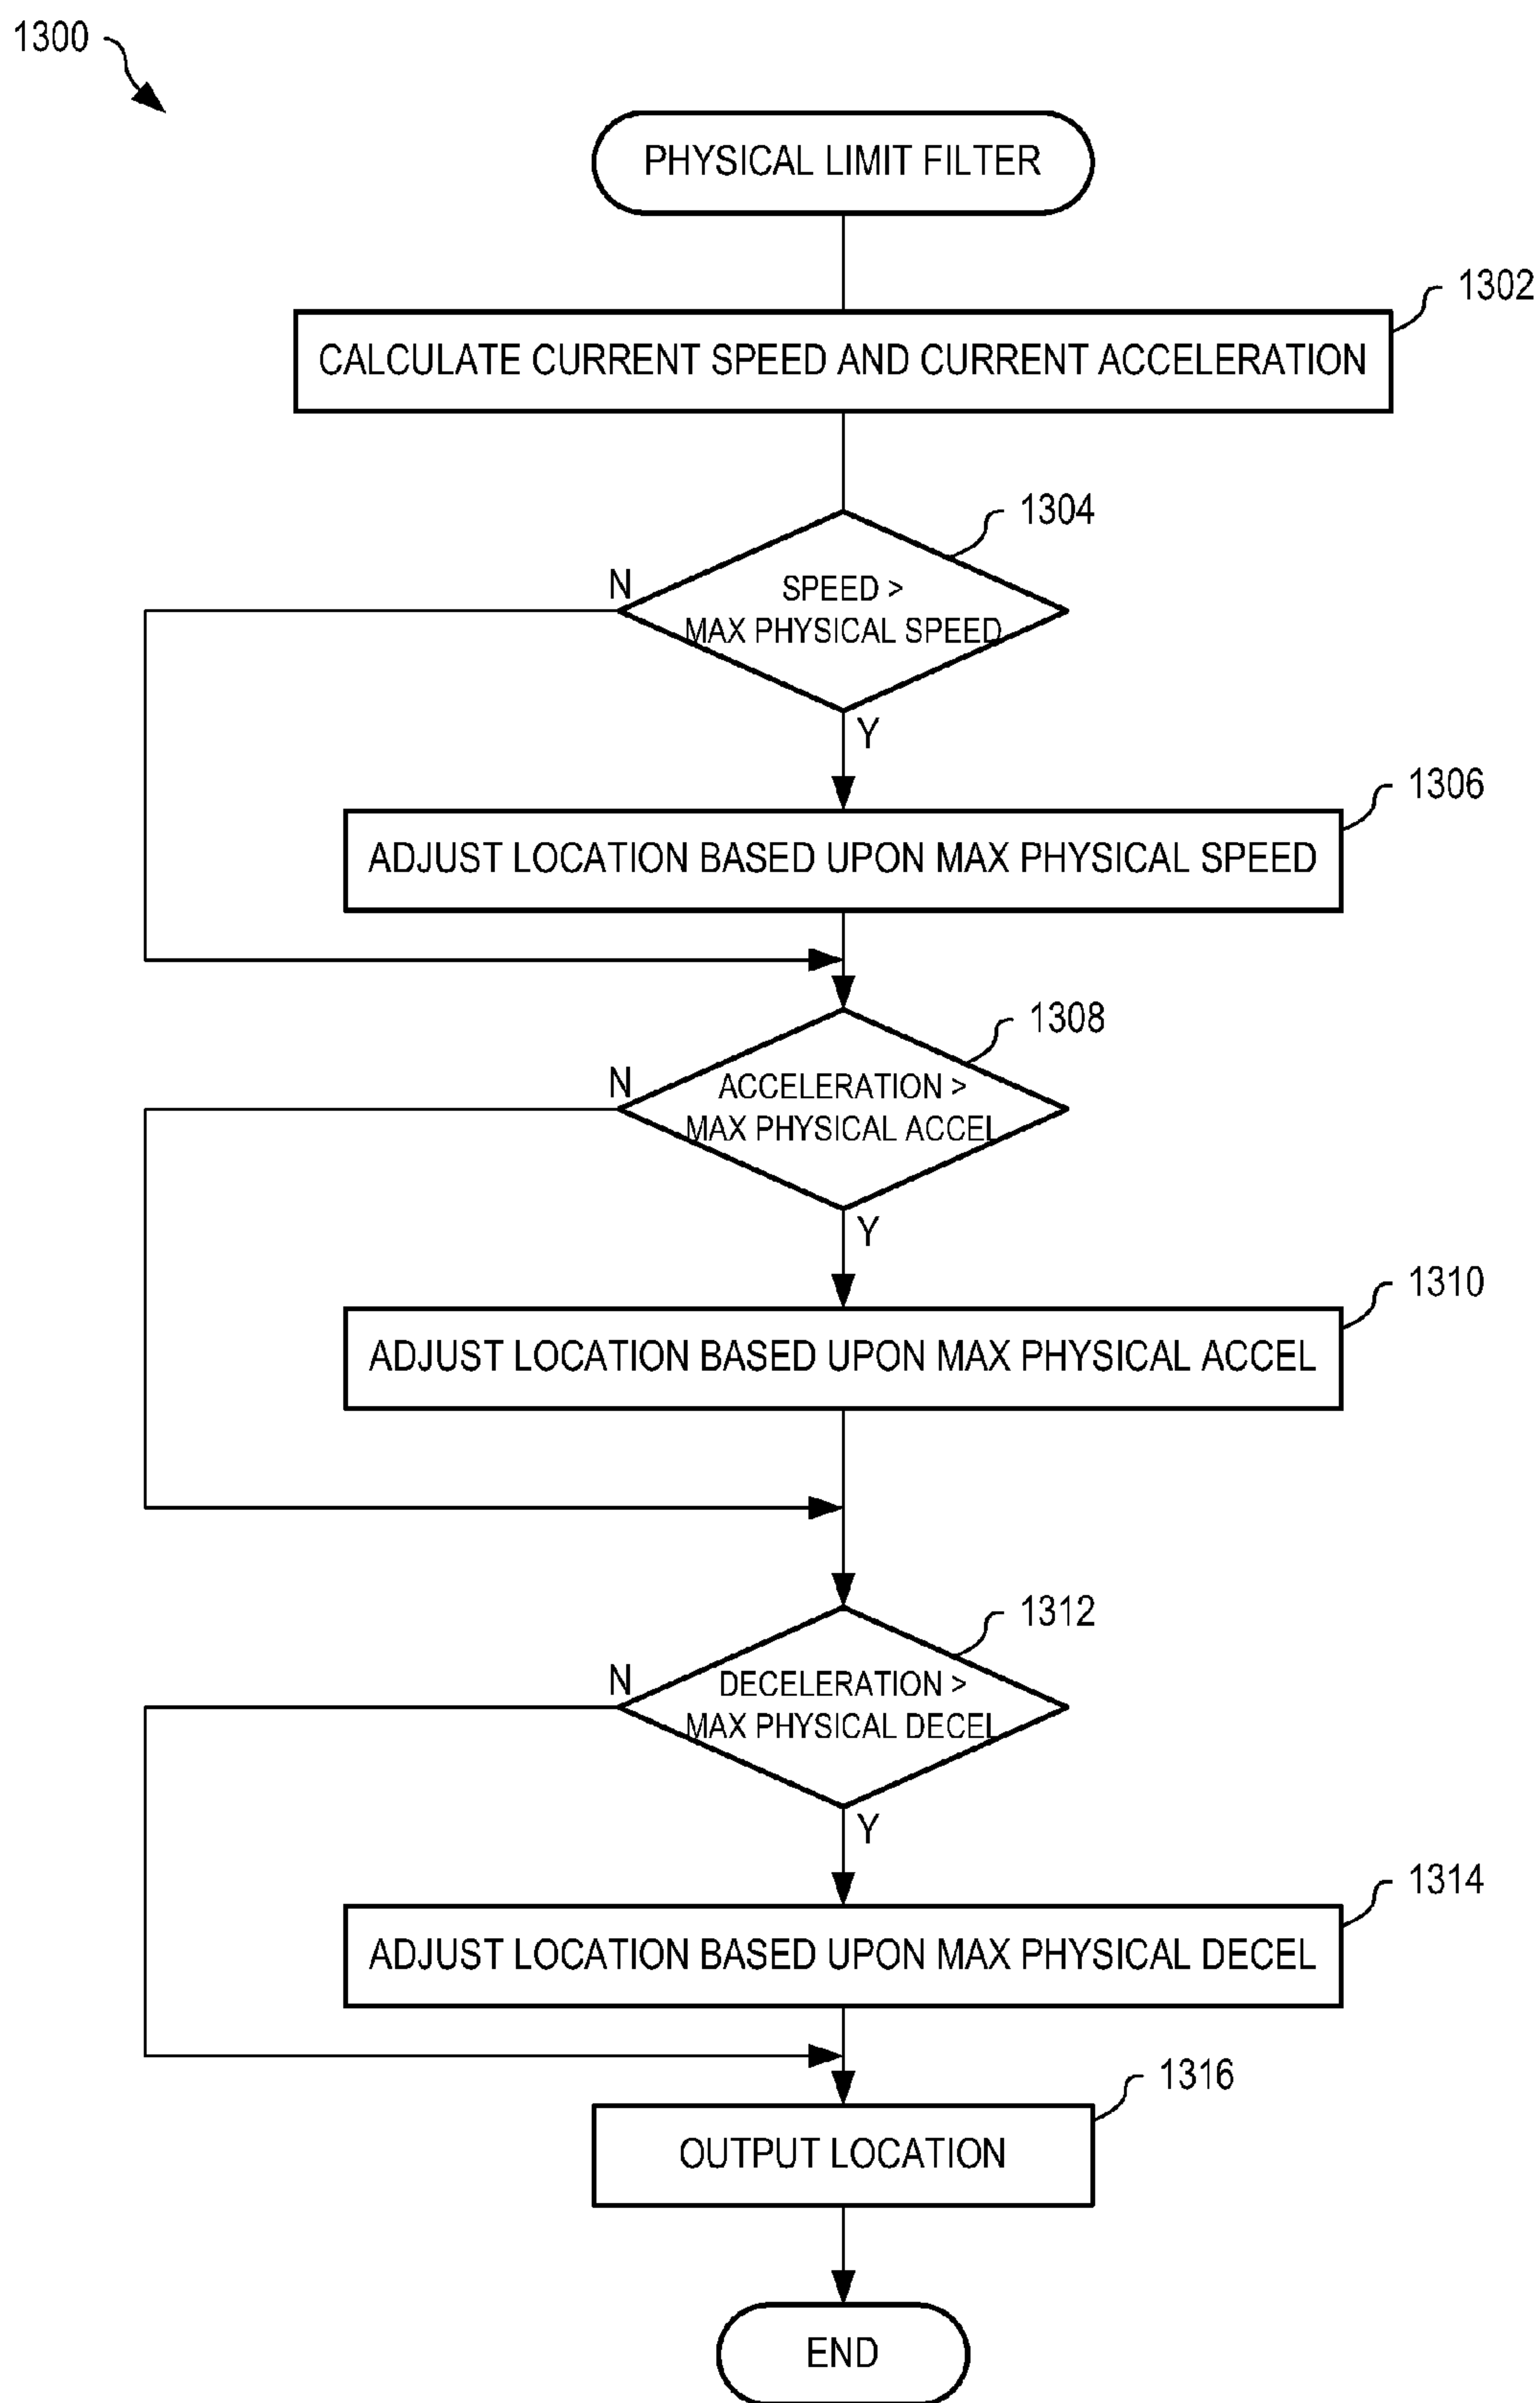 1300
PHYSICAL LIMIT FILTER
1302
CALCULATE CURRENT SPEED AND CURRENT ACCELERATION
1304
N
SPEED >
MAX PHYSICAL SPEED
Y
1306
ADJUST LOCATION BASED UPON MAX PHYSICAL SPEED
1308
N
ACCELERATION >
MAX PHYSICAL ACCEL
Y
1310
ADJUST LOCATION BASED UPON MAX PHYSICAL ACCEL
1312
N
DECELERATION >
MAX PHYSICAL DECEL
Y
1314
ADJUST LOCATION BASED UPON MAX PHYSICAL DECEL
1316
OUTPUT LOCATION
END